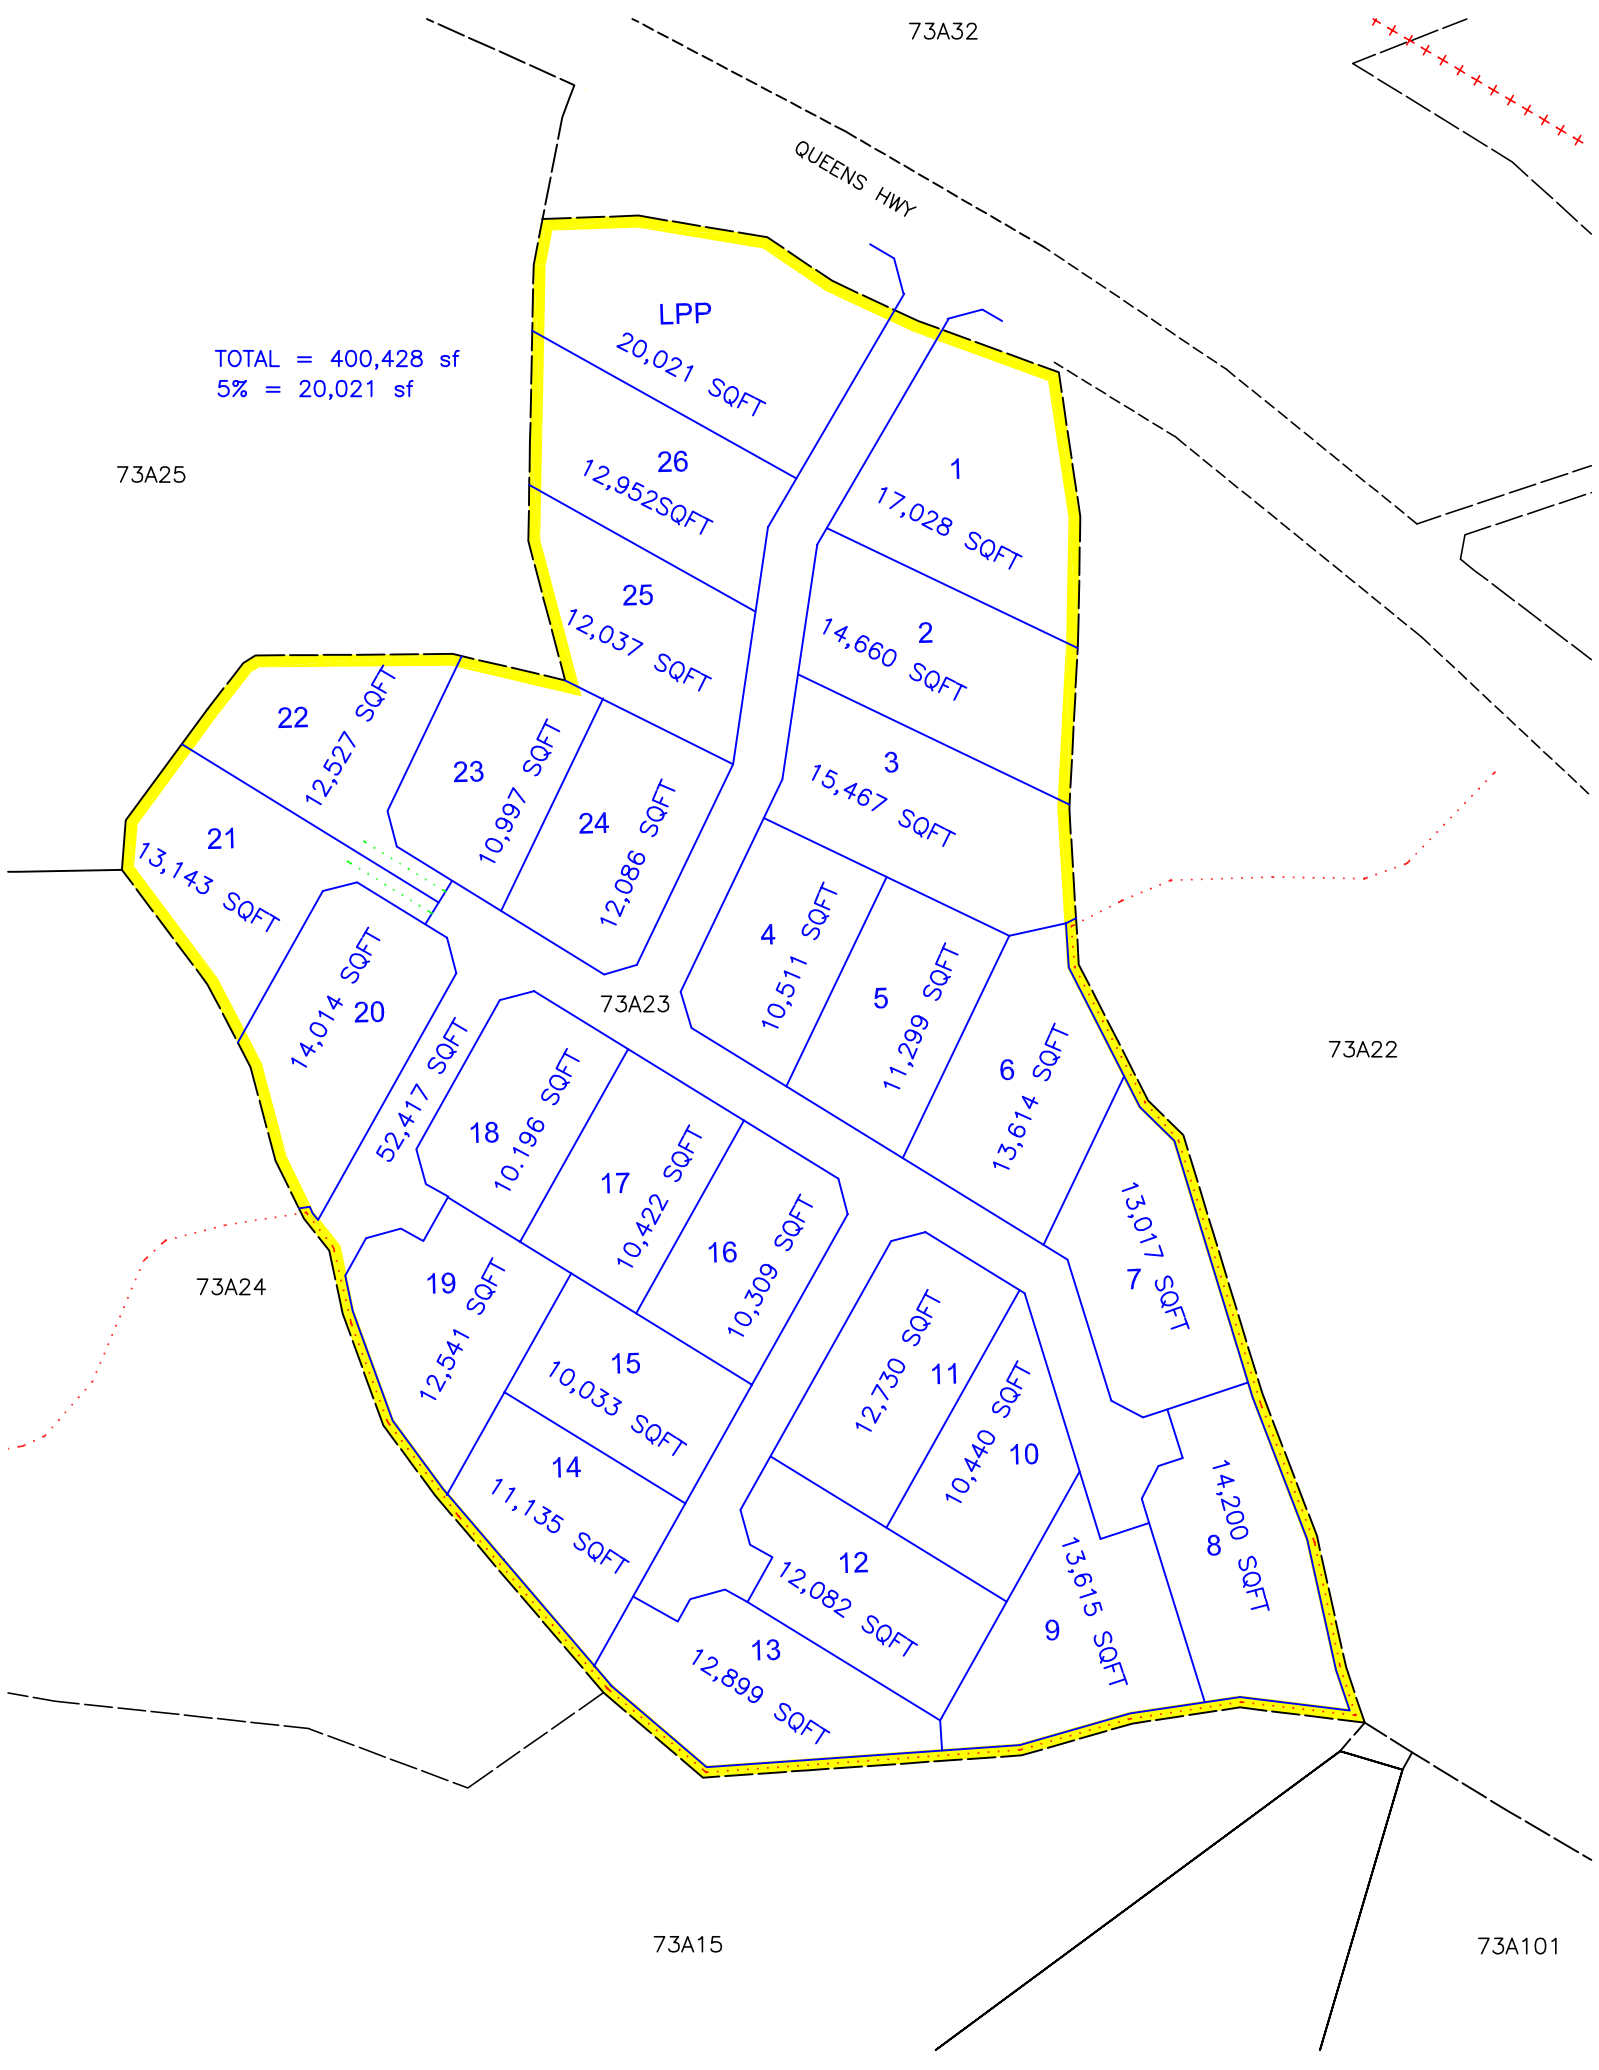 73A32
QUEENS HWY
LPP
20,021 SQFT
TOTAL = 400,428 sf
5% = 20,021 sf
73A25
26
12,952SQFT
1
17,028 SQFT
25
12,037 SQFT
2
14,660 SQFT
22
12,527 SQFT
23
10,997 SQFT
24
12,086 SQFT
3
15,467 SQFT
21
13,143 SQFT
4
10,511 SQFT
5
11,299 SQFT
20
14,014 SQFT
73A23
6
13,614 SQFT
73A22
52,417 SQFT
18
10.196 SQFT
17
10,422 SQFT
16
10,309 SQFT
13,017 SQFT
7
73A24
19
12,541 SQFT
15
10,033 SQFT
12,730 SQFT
11
10,440 SQFT
10
14
11,135 SQFT
14,200 SQFT
8
12
12,082 SQFT
13,615 SQFT
9
13
12,899 SQFT
73A15
73A101